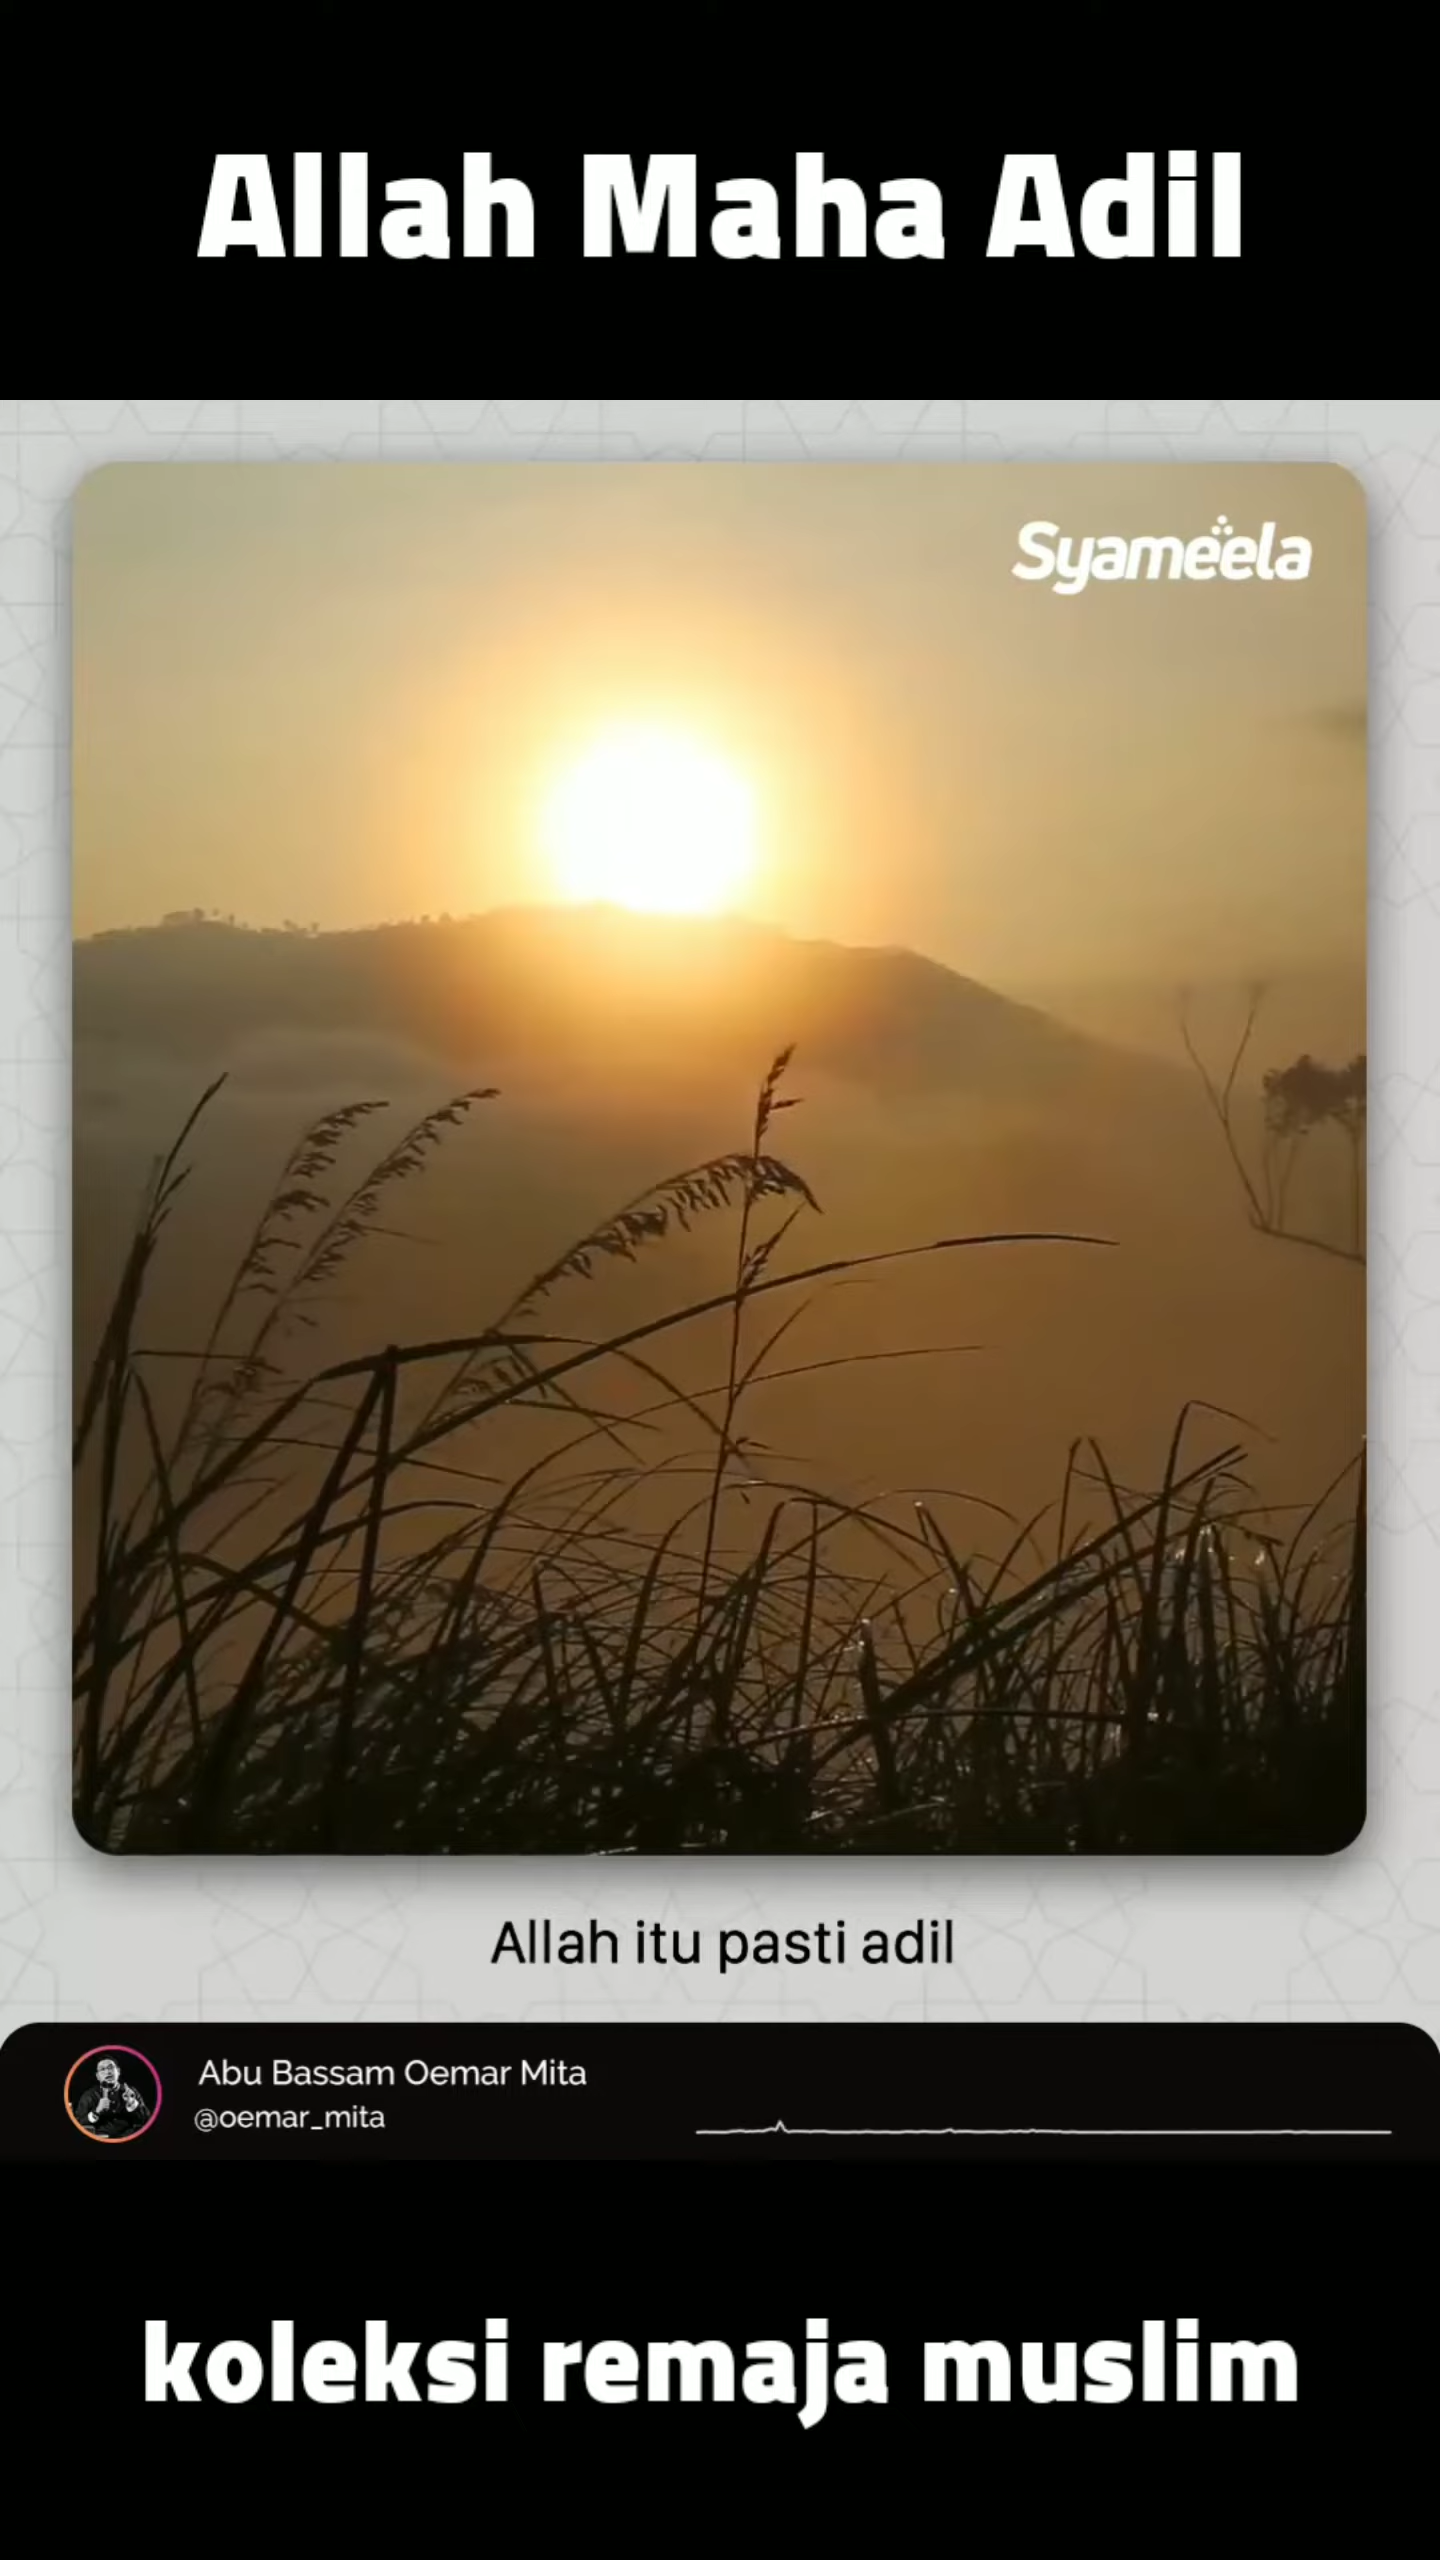 Allah Maha Adil
Syameela
Allah itu pasti adil
Abu Bassam Oemar Mita
@oemar_mita
koleksi remaja muslim